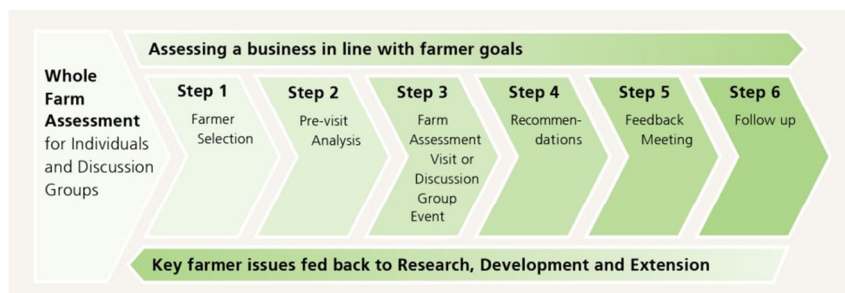 Assessing a business in line with farmer goals
Whole
Farm
Assessment
for Individuals
and Discussion
Groups
Step 1
Farmer
Selection
Step 2
Pre-visit
Analysis
Step 3
Farm
Assessment
Visit or
Discussion
Group
Event
Step 4
Recommen-
dations
Step 5
Feedback
Meeting
Step 6
Follow up
Key farmer issues fed back to Research, Development and Extension